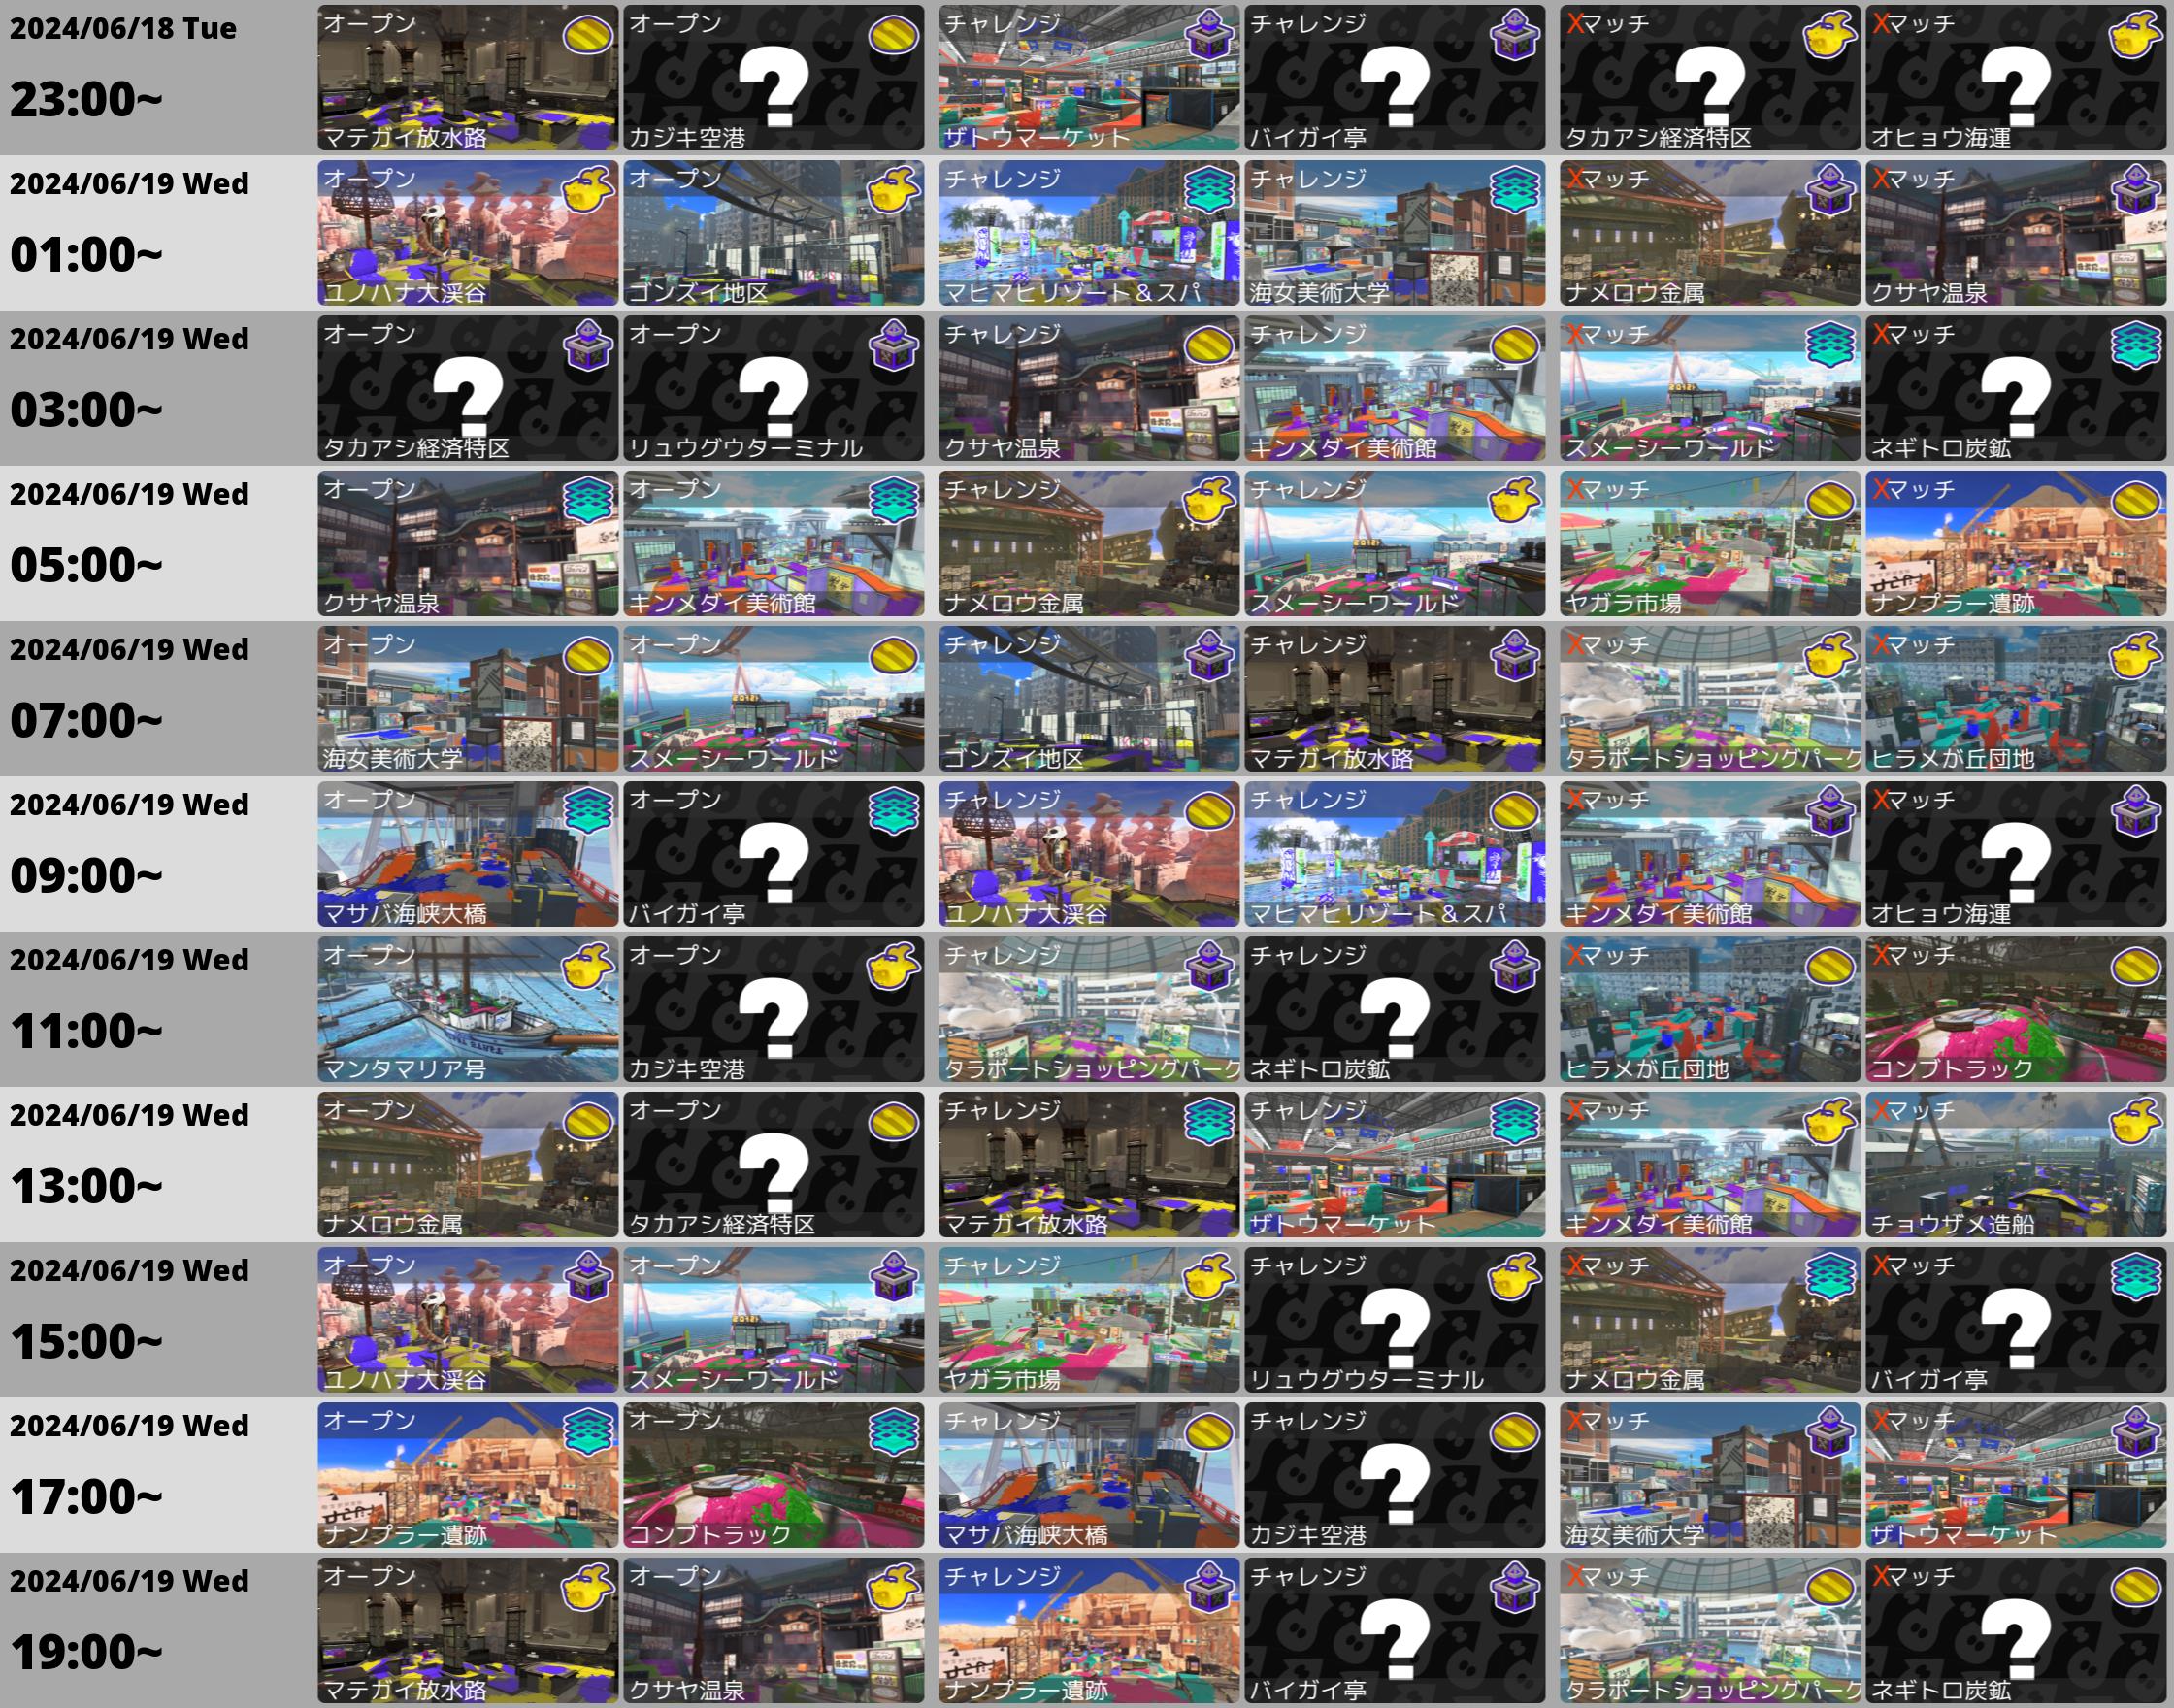 2024/06/18 Tue
23:00~
オープン オープン チャレンジ チャレンジ Xマッチ Xマッチ
マテガイ放水路 カジキ空港 ザトウマーケット バイガイ亭 タカアシ経済特区 オヒョウ海運
2024/06/19 Wed
01:00~
オープン オープン チャレンジ チャレンジ Xマッチ Xマッチ
ユノハナ大渓谷 ゴンズイ地区 マヒマヒリゾート&スパ 海女美術大学 ナメロウ金属 クサヤ温泉
2024/06/19 Wed
03:00~
オープン オープン チャレンジ チャレンジ Xマッチ Xマッチ
タカアシ経済特区 リュウグウターミナル クサヤ温泉 キンメダイ美術館 スメーシーワールド ネギトロ炭鉱
2024/06/19 Wed
05:00~
オープン オープン チャレンジ チャレンジ Xマッチ Xマッチ
クサヤ温泉 キンメダイ美術館 ナメロウ金属 スメーシーワールド ヤガラ市場 ナンプラー遺跡
2024/06/19 Wed
07:00~
オープン オープン チャレンジ チャレンジ Xマッチ Xマッチ
海女美術大学 スメーシーワールド ゴンズイ地区 マテガイ放水路 タラポートショッピングパーク ヒラメが丘団地
2024/06/19 Wed
09:00~
オープン オープン チャレンジ チャレンジ Xマッチ Xマッチ
マサバ海峡大橋 バイガイ亭 ユノハナ大渓谷 マヒマヒリゾート&スパ キンメダイ美術館 オヒョウ海運
2024/06/19 Wed
11:00~
オープン オープン チャレンジ チャレンジ Xマッチ Xマッチ
マンタマリア号 カジキ空港 タラポートショッピングパーク ネギトロ炭鉱 ヒラメが丘団地 コンブトラック
2024/06/19 Wed
13:00~
オープン オープン チャレンジ チャレンジ Xマッチ Xマッチ
ナメロウ金属 タカアシ経済特区 マテガイ放水路 ザトウマーケット キンメダイ美術館 チョウザメ造船
2024/06/19 Wed
15:00~
オープン オープン チャレンジ チャレンジ Xマッチ Xマッチ
ユノハナ大渓谷 スメーシーワールド ヤガラ市場 リュウグウターミナル ナメロウ金属 バイガイ亭
2024/06/19 Wed
17:00~
オープン オープン チャレンジ チャレンジ Xマッチ Xマッチ
ナンプラー遺跡 コンブトラック マサバ海峡大橋 カジキ空港 海女美術大学 ザトウマーケット
2024/06/19 Wed
19:00~
オープン オープン チャレンジ チャレンジ Xマッチ Xマッチ
マテガイ放水路 クサヤ温泉 ナンプラー遺跡 バイガイ亭 タラポートショッピングパーク ネギトロ炭鉱